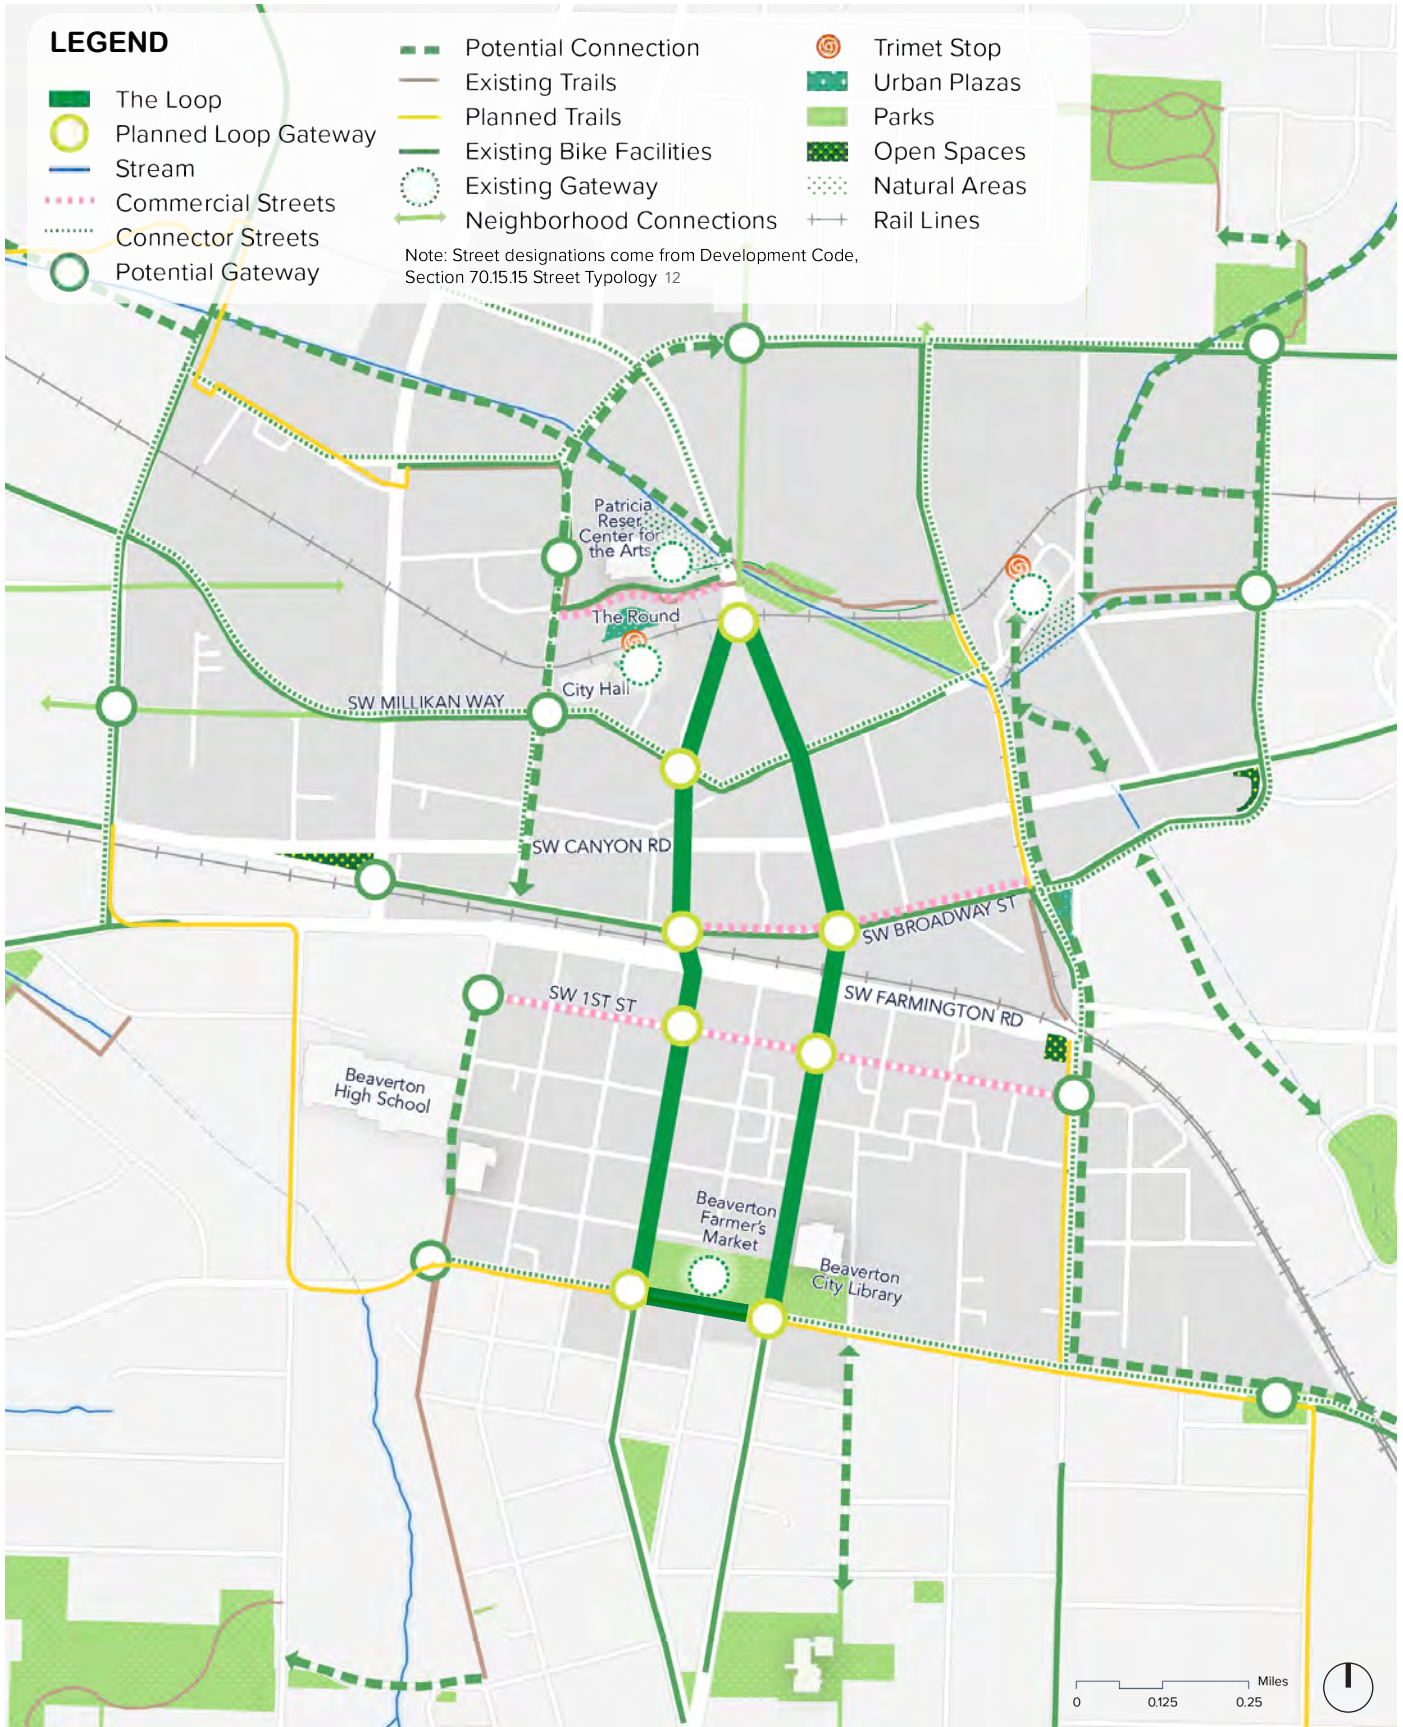 LEGEND
The Loop
Planned Loop Gateway
Stream
Commercial Streets
Connector Streets
Potential Gateway
Potential Connection
Existing Trails
Planned Trails
Existing Bike Facilities
Existing Gateway
Neighborhood Connections
Trimet Stop
Urban Plazas
Parks
Open Spaces
Natural Areas
Rail Lines
Note: Street designations come from Development Code,
Section 70.15.15 Street Typology 12
Patricia
Reser
Center for
the Arts
The Round
City Hall
SW MILLIKAN WAY
SW CANYON RD
SW BROADWAY ST
SW FARMINGTON RD
SW 1ST ST
Beaverton
High School
Beaverton
Farmer's
Market
Beaverton
City Library
Miles
0 0.125 0.25